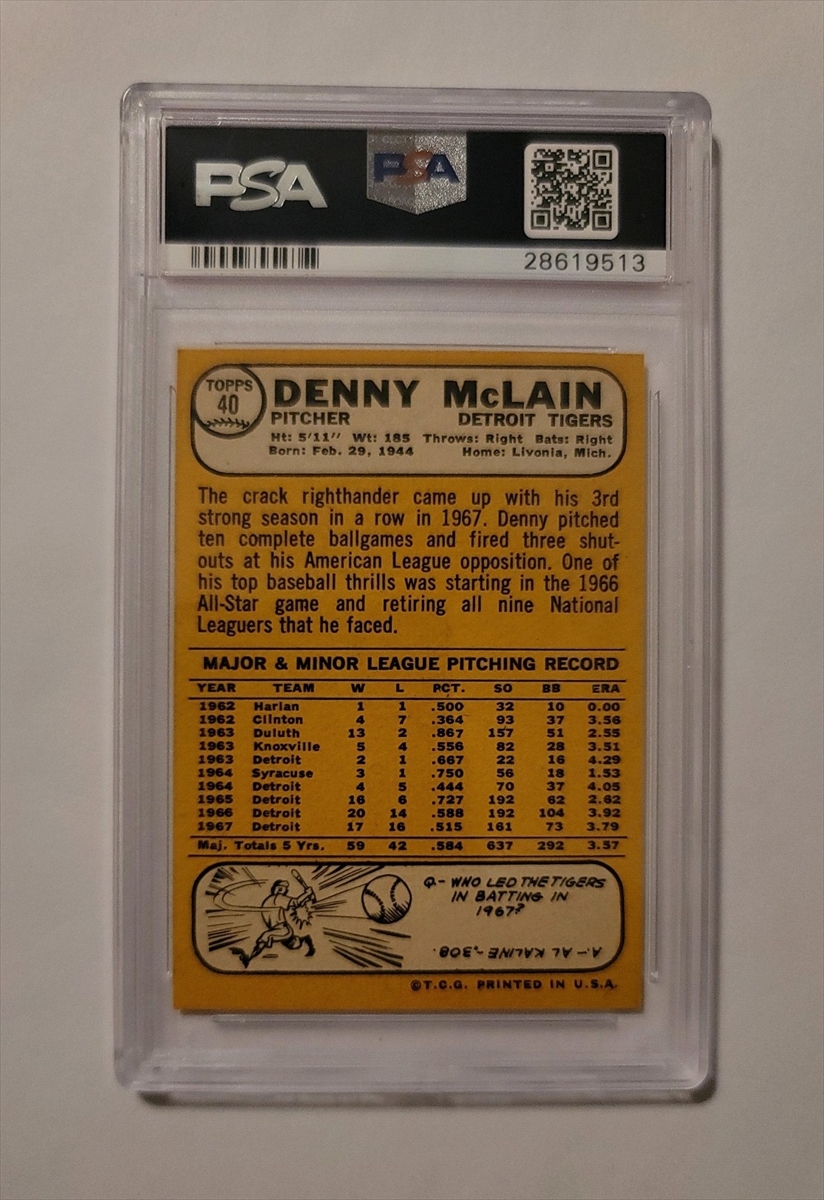 PSA
PSA
28619513
TOPPS
40
DENNY McLAIN
PITCHER DETROIT TIGERS
Ht: 5'11" Wt: 185 Throws: Right Bats: Right
Born: Feb. 29, 1944 Home: Livonia, Mich.
The crack righthander came up with his 3rd
strong season in a row in 1967. Denny pitched
ten complete ballgames and fired three shut-
outs at his American League opposition. One of
his top baseball thrills was starting in the 1966
All-Star game and retiring all nine National
Leaguers that he faced.
MAJOR & MINOR LEAGUE PITCHING RECORD
YEAR TEAM W L PCT. SO BB ERA
1962 Harlan 1 1 .500 32 10 0.00
1962 Clinton 4 7 .364 93 37 3.56
1963 Duluth 13 2 .867 157 51 2.55
1963 Knoxville 5 4 .556 82 28 3.51
1963 Detroit 2 1 .667 22 16 4.29
1964 Syracuse 3 1 .750 56 18 1.53
1964 Detroit 4 5 .444 70 37 4.05
1965 Detroit 16 6 .727 192 62 2.62
1966 Detroit 20 14 .588 192 104 3.92
1967 Detroit 17 16 .515 161 73 3.79
Maj. Totals 5 Yrs. 59 42 .584 637 292 3.57
Q- WHO LED THE TIGERS
IN BATTING IN
1967?
A- AL KALINE-.308.
©T.C.G. PRINTED IN U.S.A.